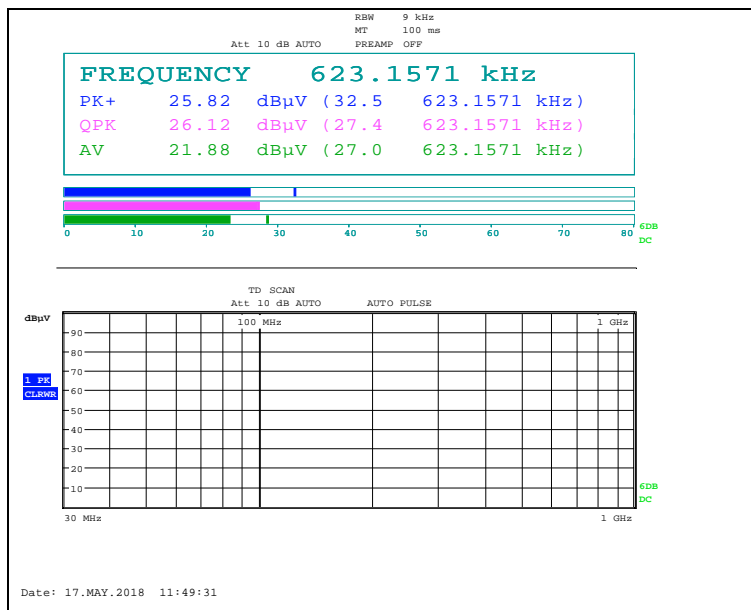 RBW 9 kHz
MT 100 ms
Att 10 dB AUTO PREAMP OFF
FREQUENCY 623.1571 kHz
PK+ 25.82 dBµV (32.5 623.1571 kHz)
QPK 26.12 dBµV (27.4 623.1571 kHz)
AV 21.88 dBµV (27.0 623.1571 kHz)
0 10 20 30 40 50 60 70 80
6DB
DC
TD SCAN
Att 10 dB AUTO AUTO PULSE
dBµV
100 MHz 1 GHz
90
80
70
1 PK
CLRWR
60
50
40
30
20
10
6DB
DC
30 MHz 1 GHz
Date: 17.MAY.2018 11:49:31